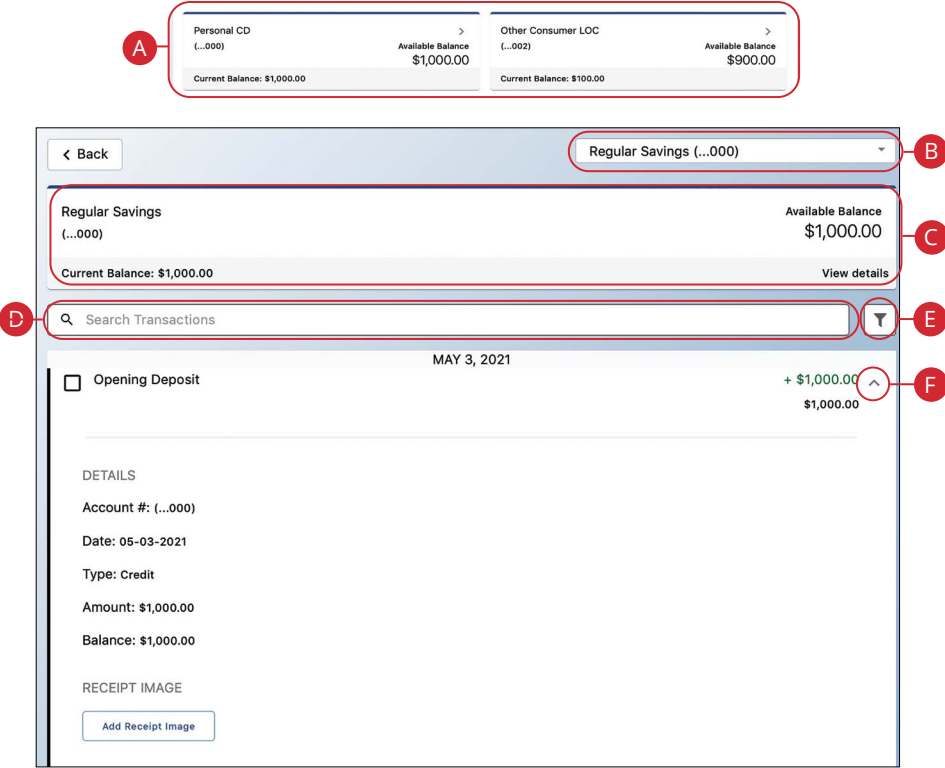 A
Personal CD
(...000)
Available Balance
$1,000.00
Current Balance: $1,000.00
Other Consumer LOC
(...002)
Available Balance
$900.00
Current Balance: $100.00
Back
Regular Savings (...000)
B
Regular Savings
(...000)
Available Balance
$1,000.00
C
Current Balance: $1,000.00
View details
D
Search Transactions
E
MAY 3, 2021
Opening Deposit
+ $1,000.00
F
$1,000.00
DETAILS
Account #: (...000)
Date: 05-03-2021
Type: Credit
Amount: $1,000.00
Balance: $1,000.00
RECEIPT IMAGE
Add Receipt Image